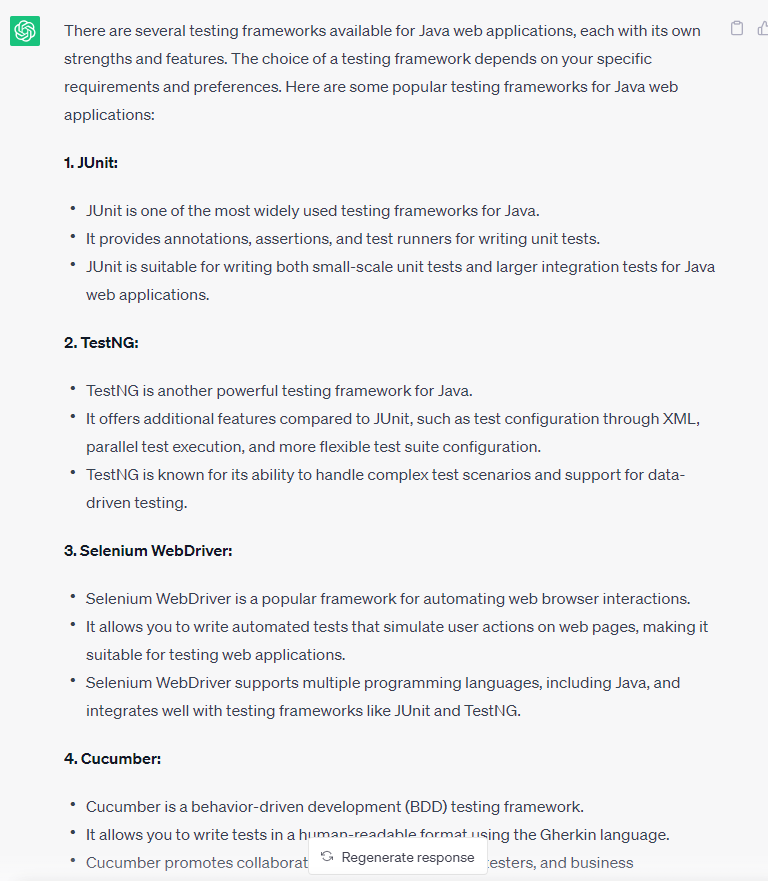 There are several testing frameworks available for Java web applications, each with its own
strengths and features. The choice of a testing framework depends on your specific
requirements and preferences. Here are some popular testing frameworks for Java web
applications:
1. JUnit:
• JUnit is one of the most widely used testing frameworks for Java.
• It provides annotations, assertions, and test runners for writing unit tests.
• JUnit is suitable for writing both small-scale unit tests and larger integration tests for Java
web applications.
2. TestNG:
• TestNG is another powerful testing framework for Java.
• It offers additional features compared to JUnit, such as test configuration through XML,
parallel test execution, and more flexible test suite configuration.
• TestNG is known for its ability to handle complex test scenarios and support for data-
driven testing.
3. Selenium WebDriver:
• Selenium WebDriver is a popular framework for automating web browser interactions.
• It allows you to write automated tests that simulate user actions on web pages, making it
suitable for testing web applications.
• Selenium WebDriver supports multiple programming languages, including Java, and
integrates well with testing frameworks like JUnit and TestNG.
4. Cucumber:
• Cucumber is a behavior-driven development (BDD) testing framework.
• It allows you to write tests in a human-readable format using the Gherkin language.
• Cucumber promotes and business
Regenerate response